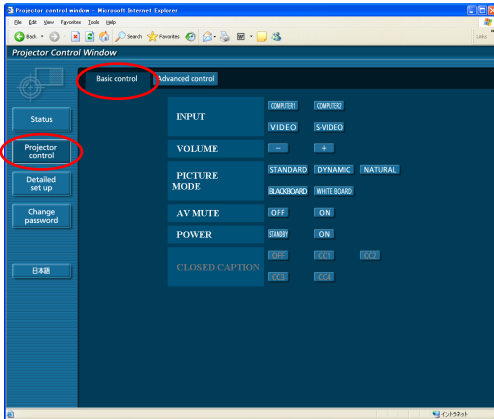 Projector control window - Microsoft Internet Explorer
File Edit View Favorites Tools Help
Back Search Favorites Links
Projector Control Window
Basic control Advanced control
Status
Projector
control
Detailed
set up
Change
password
日本語
INPUT COMPUTER1 COMPUTER2
VIDEO S-VIDEO
VOLUME - +
PICTURE
MODE
STANDARD DYNAMIC NATURAL
BLACKBOARD WHITE BOARD
AV MUTE OFF ON
POWER STANDBY ON
CLOSED CAPTION OFF CC1 CC2
CC3 CC4
インターネット